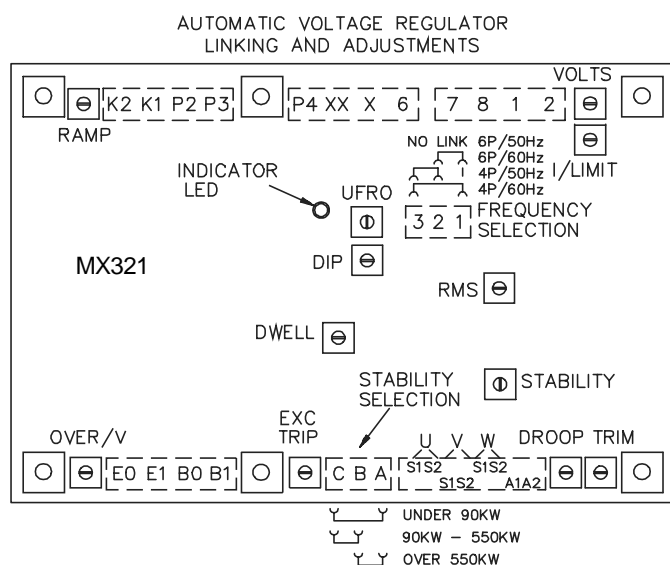 AUTOMATIC VOLTAGE REGULATOR
LINKING AND ADJUSTMENTS
VOLTS
K2 K1 P2 P3
P4 XX X 6
7 8 1 2
RAMP
NO LINK 6P/50Hz
6P/60Hz
4P/50Hz
4P/60Hz
I/LIMIT
INDICATOR
LED
UFRO
3 2 1
FREQUENCY
SELECTION
MX321
DIP
RMS
DWELL
STABILITY
SELECTION
STABILITY
OVER/V
EXC
TRIP
U V W
DROOP TRIM
E0 E1 B0 B1
C B A
S1S2 S1S2
S1S2 A1A2
UNDER 90KW
90KW - 550KW
OVER 550KW